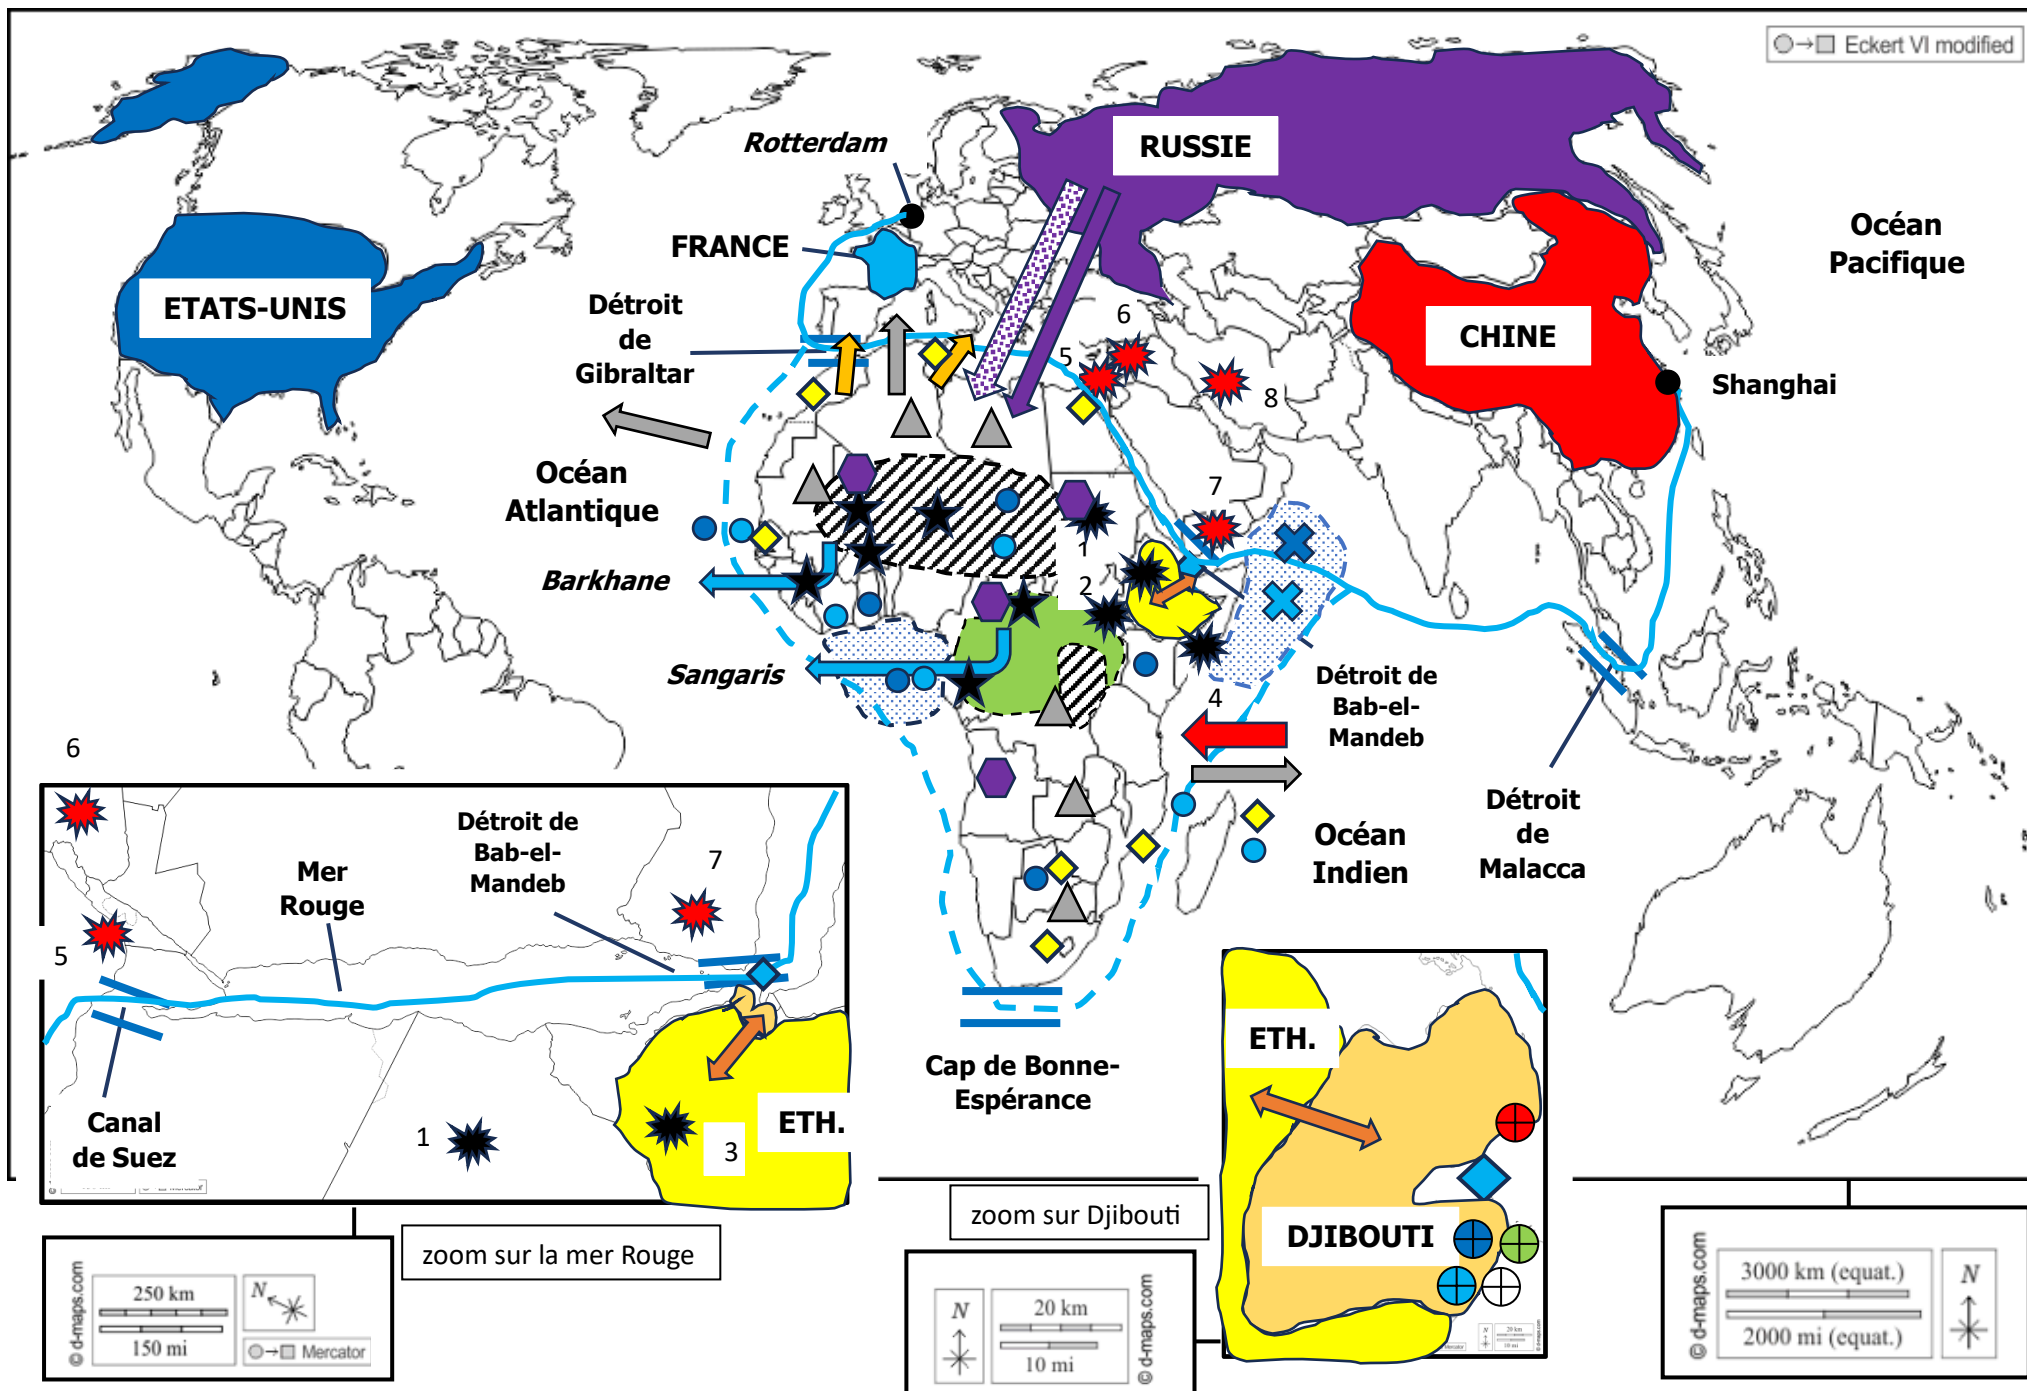 Eckert VI modified
Rotterdam
RUSSIE
Océan
Pacifique
FRANCE
ETATS-UNIS
Détroit
de
Gibraltar
6
5
8
CHINE
Shanghai
Océan
Atlantique
7
1
Barkhane
2
Sangaris
4
Détroit de
Bab-el-
Mandeb
Détroit
de
Malacca
Océan
Indien
Cap de Bonne-
Espérance
6
Détroit de
Bab-el-
Mandeb
7
Mer
Rouge
5
Canal
de Suez
1
3
ETH.
ETH.
DJIBOUTI
zoom sur la mer Rouge
zoom sur Djibouti
© d-maps.com
250 km
150 mi
N
Mercator
N
20 km
10 mi
© d-maps.com
© d-maps.com
3000 km (equat.)
2000 mi (equat.)
N